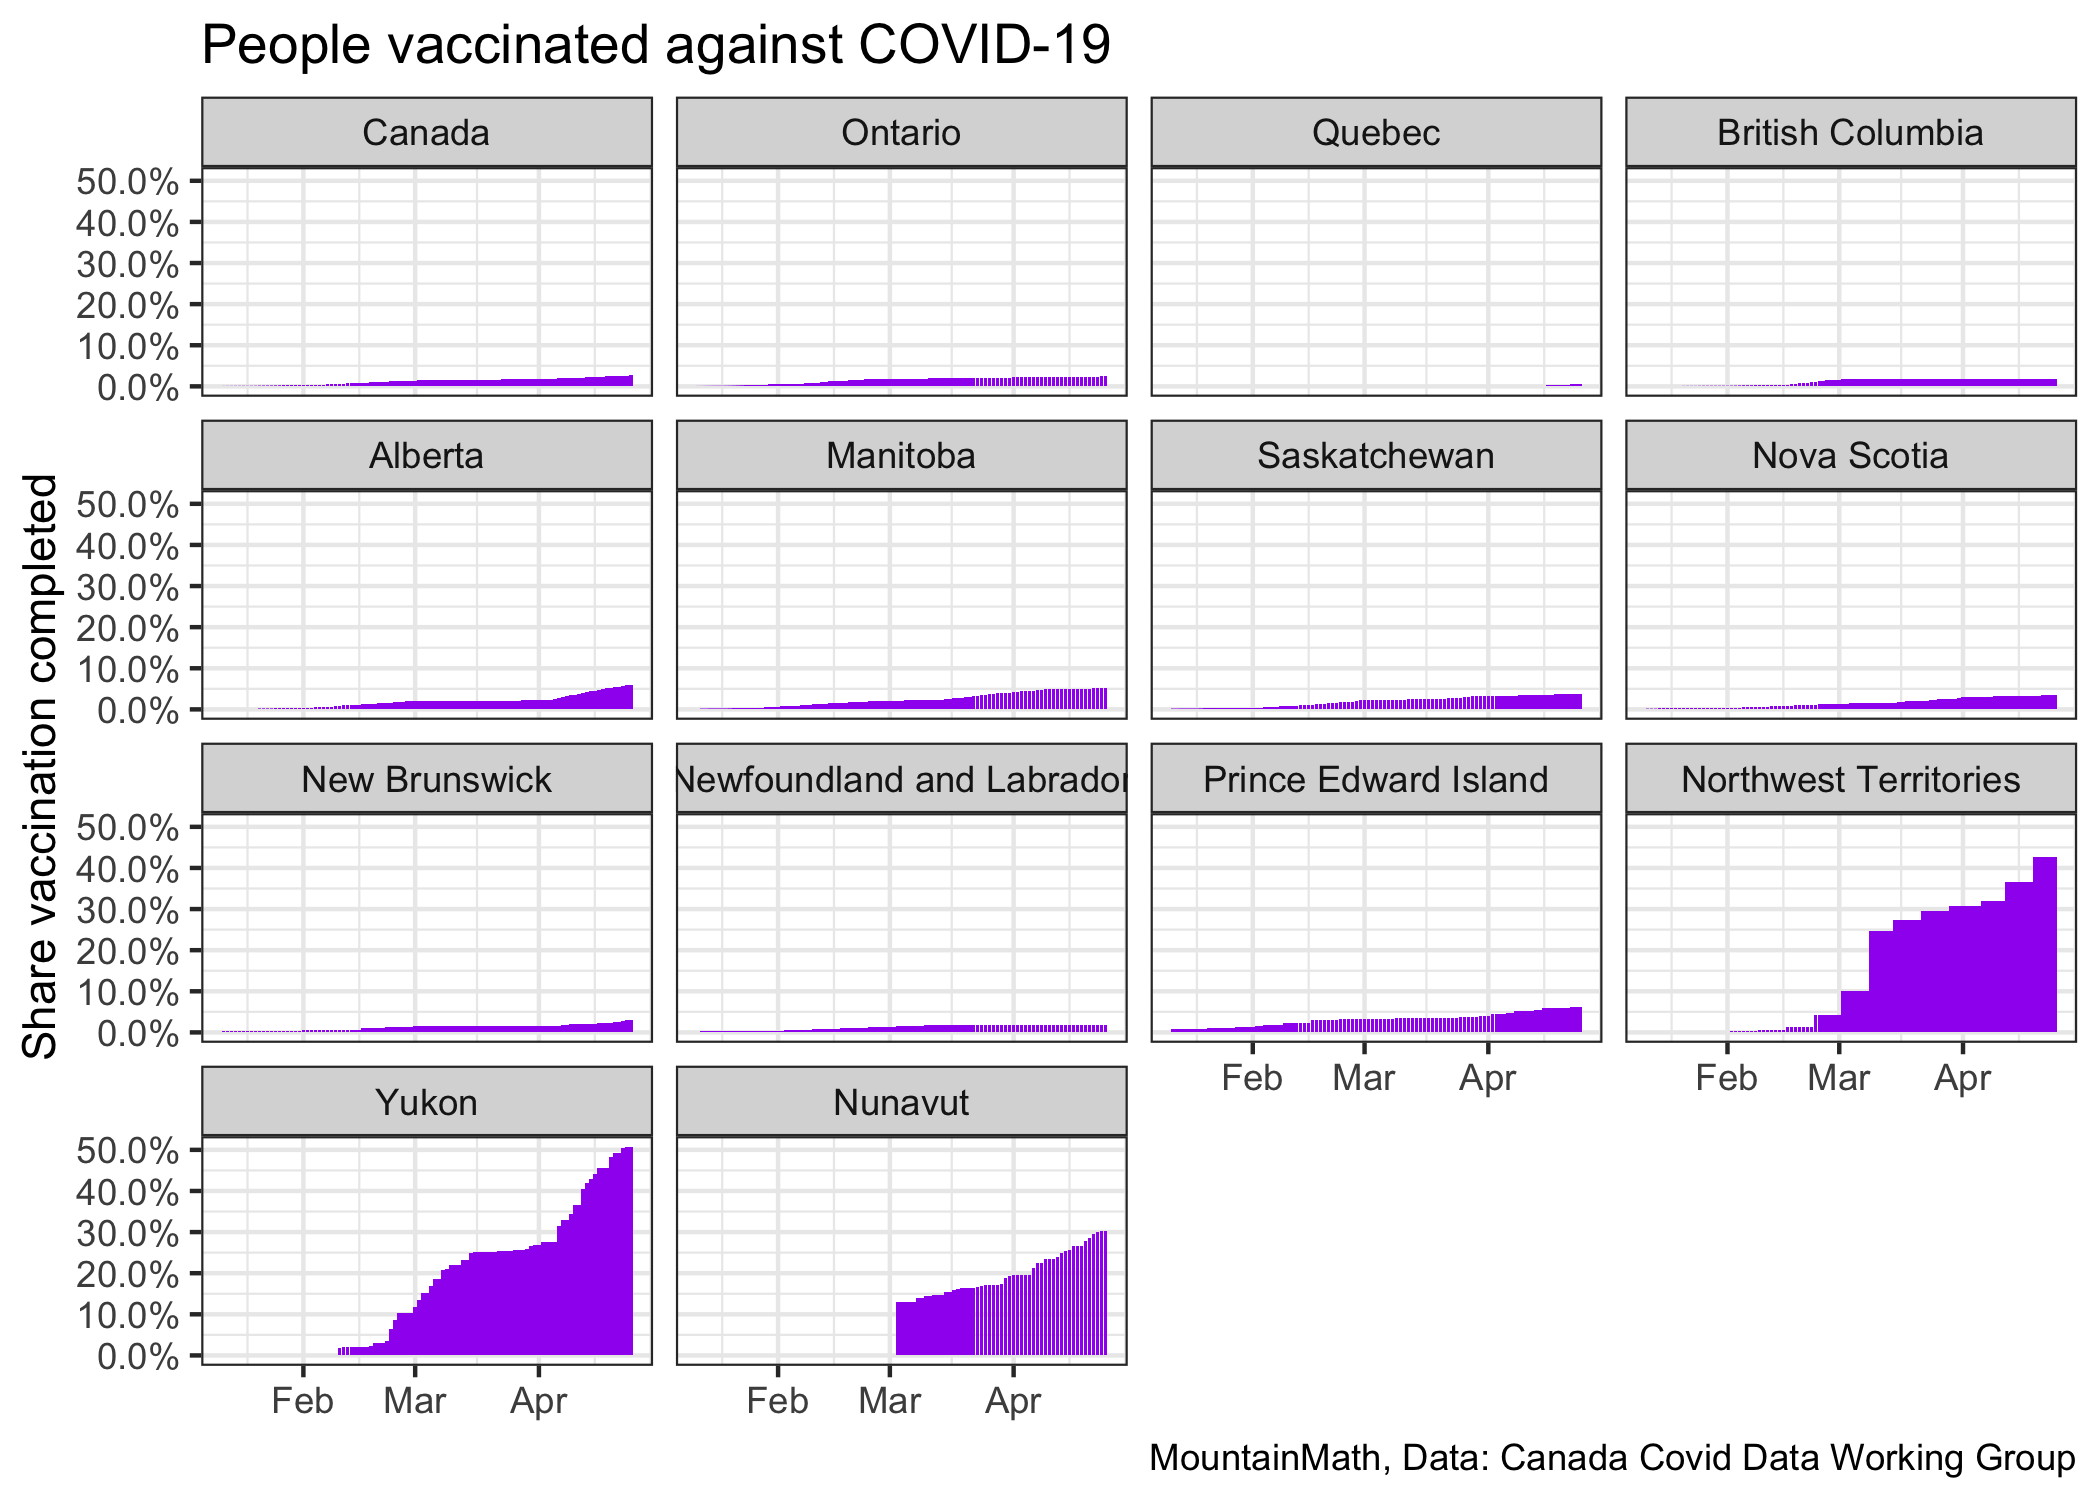 People vaccinated against COVID-19
Canada
Ontario
Quebec
British Columbia
50.0%
40.0%
30.0%
20.0%
10.0%
0.0%
Alberta
Manitoba
Saskatchewan
Nova Scotia
50.0%
40.0%
30.0%
20.0%
10.0%
0.0%
Share vaccination completed
New Brunswick
Newfoundland and Labrador
Prince Edward Island
Northwest Territories
50.0%
40.0%
30.0%
20.0%
10.0%
0.0%
Feb Mar Apr
Feb Mar Apr
Yukon
Nunavut
50.0%
40.0%
30.0%
20.0%
10.0%
0.0%
Feb Mar Apr
Feb Mar Apr
MountainMath, Data: Canada Covid Data Working Group